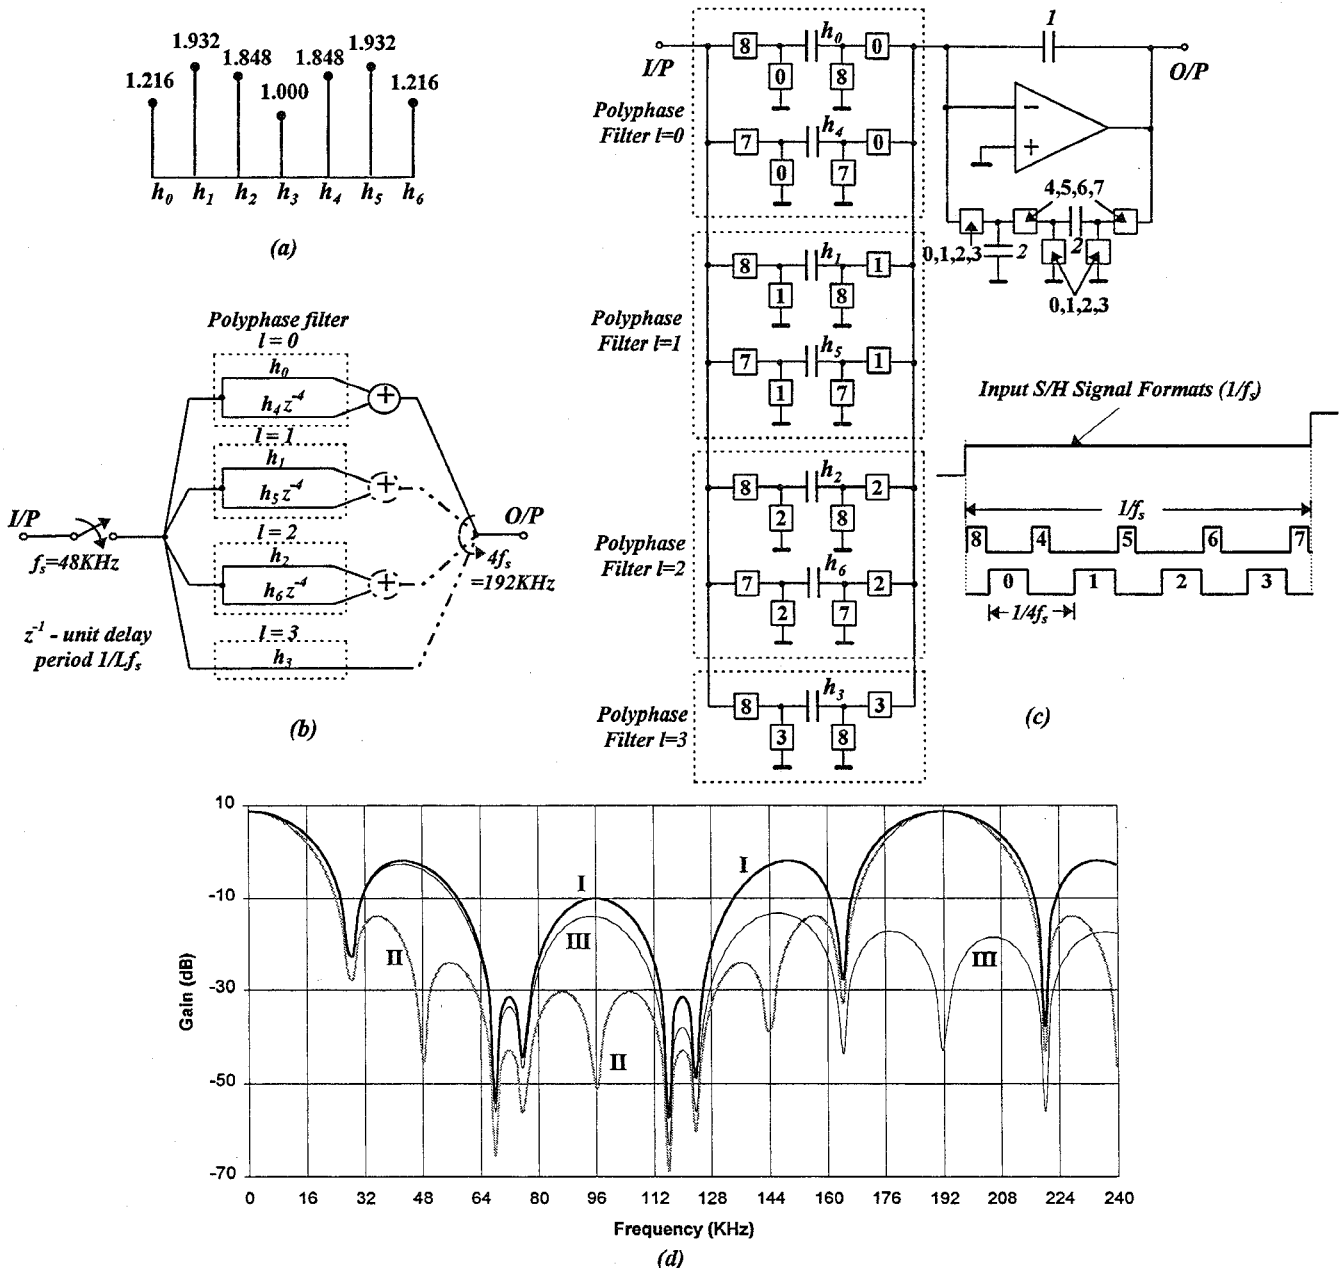 1.216
1.932
1.848
1.000
1.848
1.932
1.216
h0 h1 h2 h3 h4 h5 h6
(a)
Polyphase filter
l = 0
h0
h4 z^-4
+
l = 1
h1
h5 z^-4
+
l = 2
h2
h6 z^-4
+
l = 3
h3
I/P
fs=48KHz
O/P
4fs
=192KHz
z^-1 - unit delay
period 1/Lfs
(b)
I/P
Polyphase
Filter l=0
8 h0 0
0 8
7 h4 0
0 7
Polyphase
Filter l=1
8 h1 1
1 8
7 h5 1
1 7
Polyphase
Filter l=2
8 h2 2
2 8
7 h6 2
2 7
Polyphase
Filter l=3
8 h3 3
3 8
1
O/P
−
+
4,5,6,7
0,1,2,3
2
2
0,1,2,3
Input S/H Signal Formats (1/fs)
1/fs
8 4 5 6 7
0 1 2 3
1/4fs
(c)
Gain (dB)
10
-10
-30
-50
-70
I
I
II
III
III
II
0 16 32 48 64 80 96 112 128 144 160 176 192 208 224 240
Frequency (KHz)
(d)